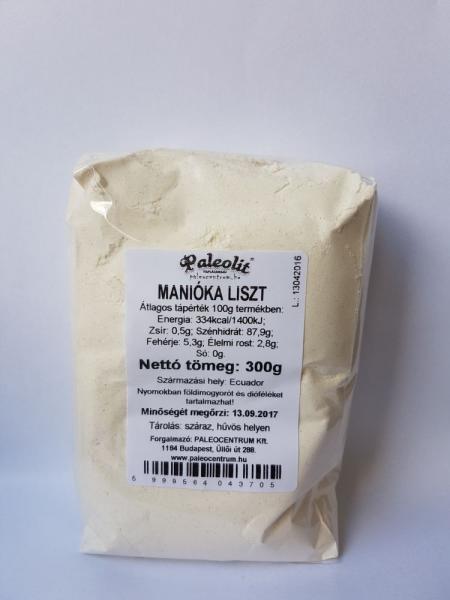 Paleolit®
paleocentrum.hu
MANIÓKA LISZT
Átlagos tápérték 100g termékben:
Energia: 334kcal/1400kJ;
Zsír: 0,5g; Szénhidrát: 87,9g;
Fehérje: 5,3g; Élelmi rost: 2,8g;
Só: 0g.
Nettó tömeg: 300g
Származási hely: Ecuador
Nyomokban földimogyorót és dióféléket
tartalmazhat!
Minőségét megőrzi: 13.09.2017
Tárolás: száraz, hűvös helyen
Forgalmazó: PALEOCENTRUM Kft.
1184 Budapest, Üllői út 288.
www.paleocentrum.hu
5 999564 043705
L.: 13042016